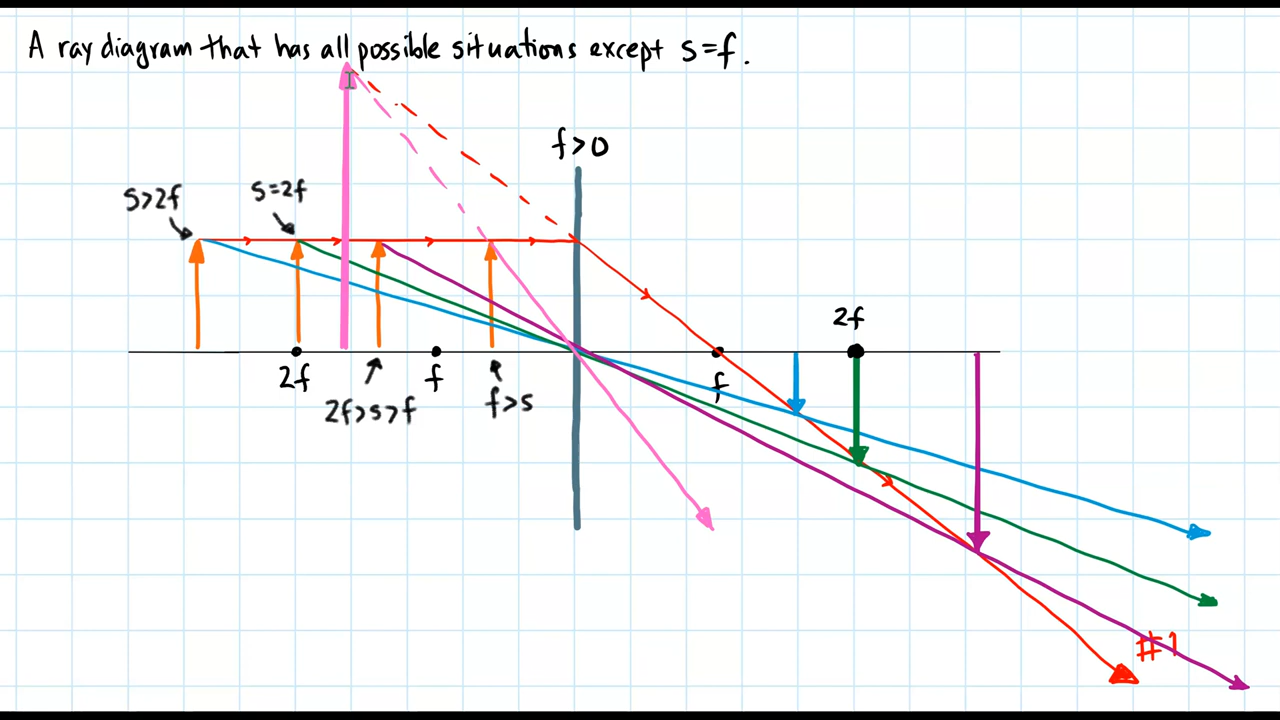 A ray diagram that has all possible situations except s=f.
f>0
s>2f
s=2f
2f
2f
f
f
2f>s>f
f>s
#1